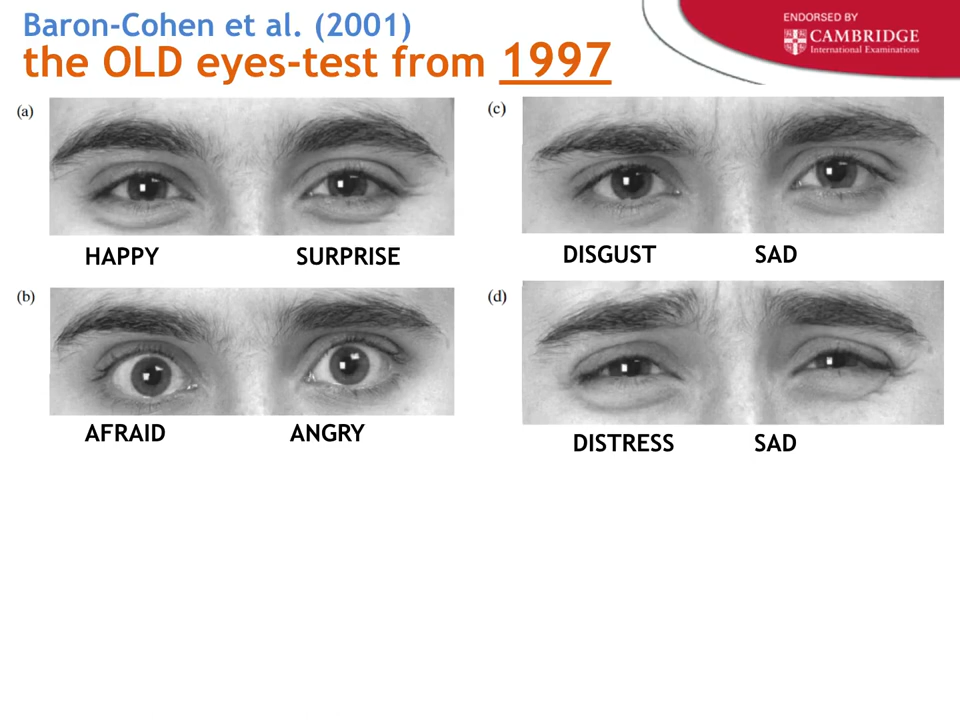 Baron-Cohen et al. (2001)
the OLD eyes-test from 1997
ENDORSED BY
CAMBRIDGE
International Examinations
(a)
HAPPY SURPRISE
(b)
AFRAID ANGRY
(c)
DISGUST SAD
(d)
DISTRESS SAD